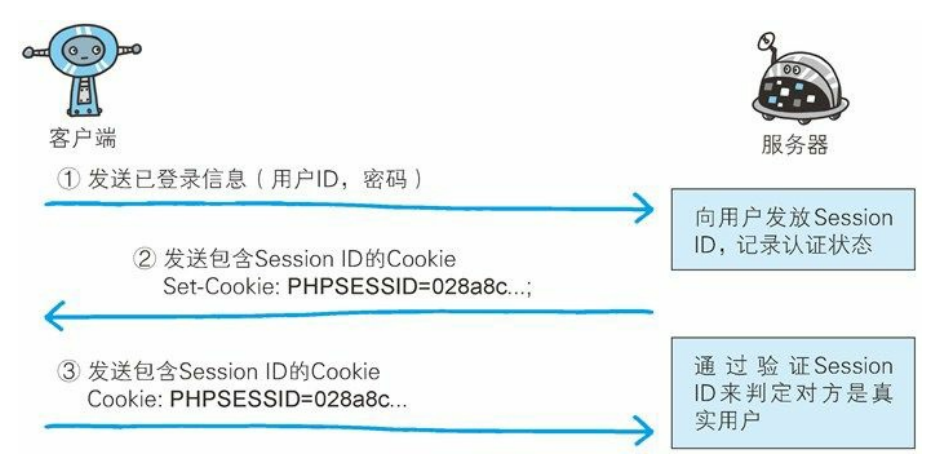 客户端
服务器
① 发送已登录信息（用户ID，密码）
向用户发放Session
ID，记录认证状态
② 发送包含Session ID的Cookie
Set-Cookie: PHPSESSID=028a8c...;
③ 发送包含Session ID的Cookie
Cookie: PHPSESSID=028a8c...
通过验证Session
ID来判定对方是真
实用户